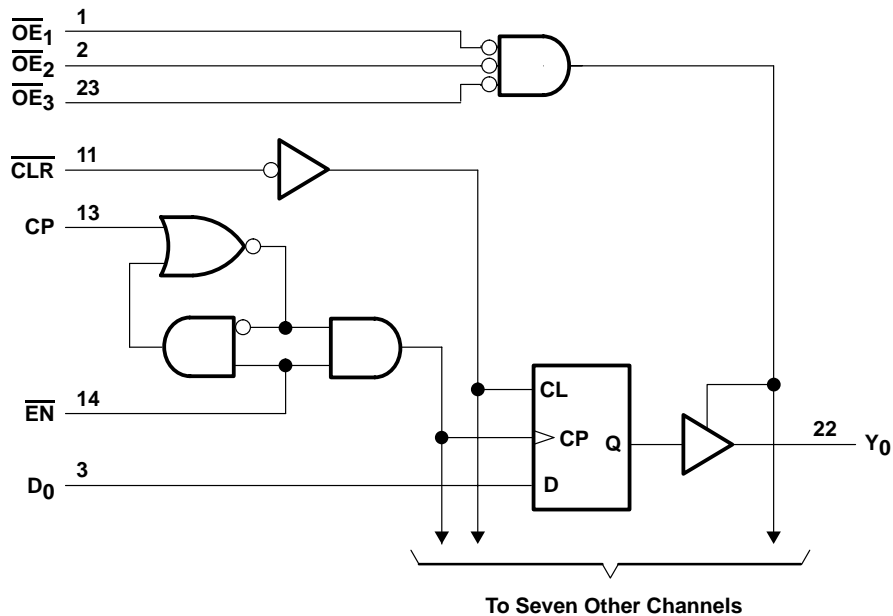 OE1 1
OE2 2
OE3 23
CLR 11
CP 13
EN 14
D0 3
CL
CP Q
D
22 Y0
To Seven Other Channels